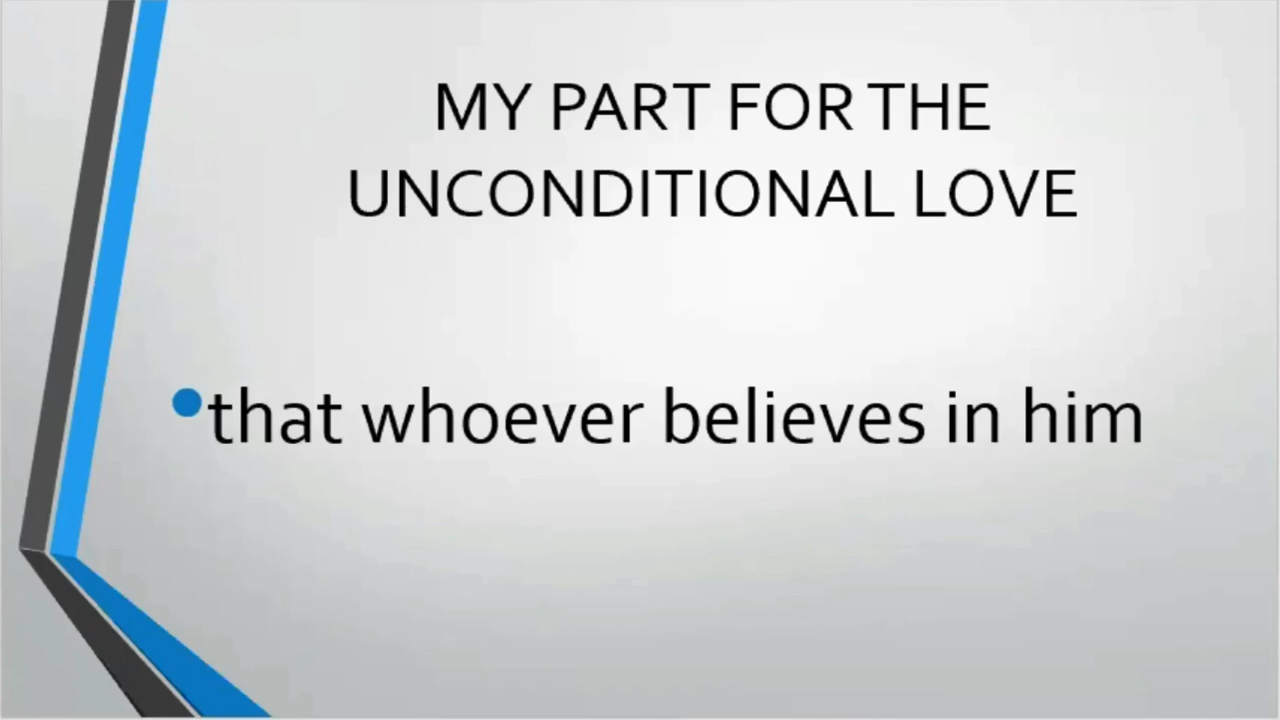 MY PART FOR THE
UNCONDITIONAL LOVE
•that whoever believes in him